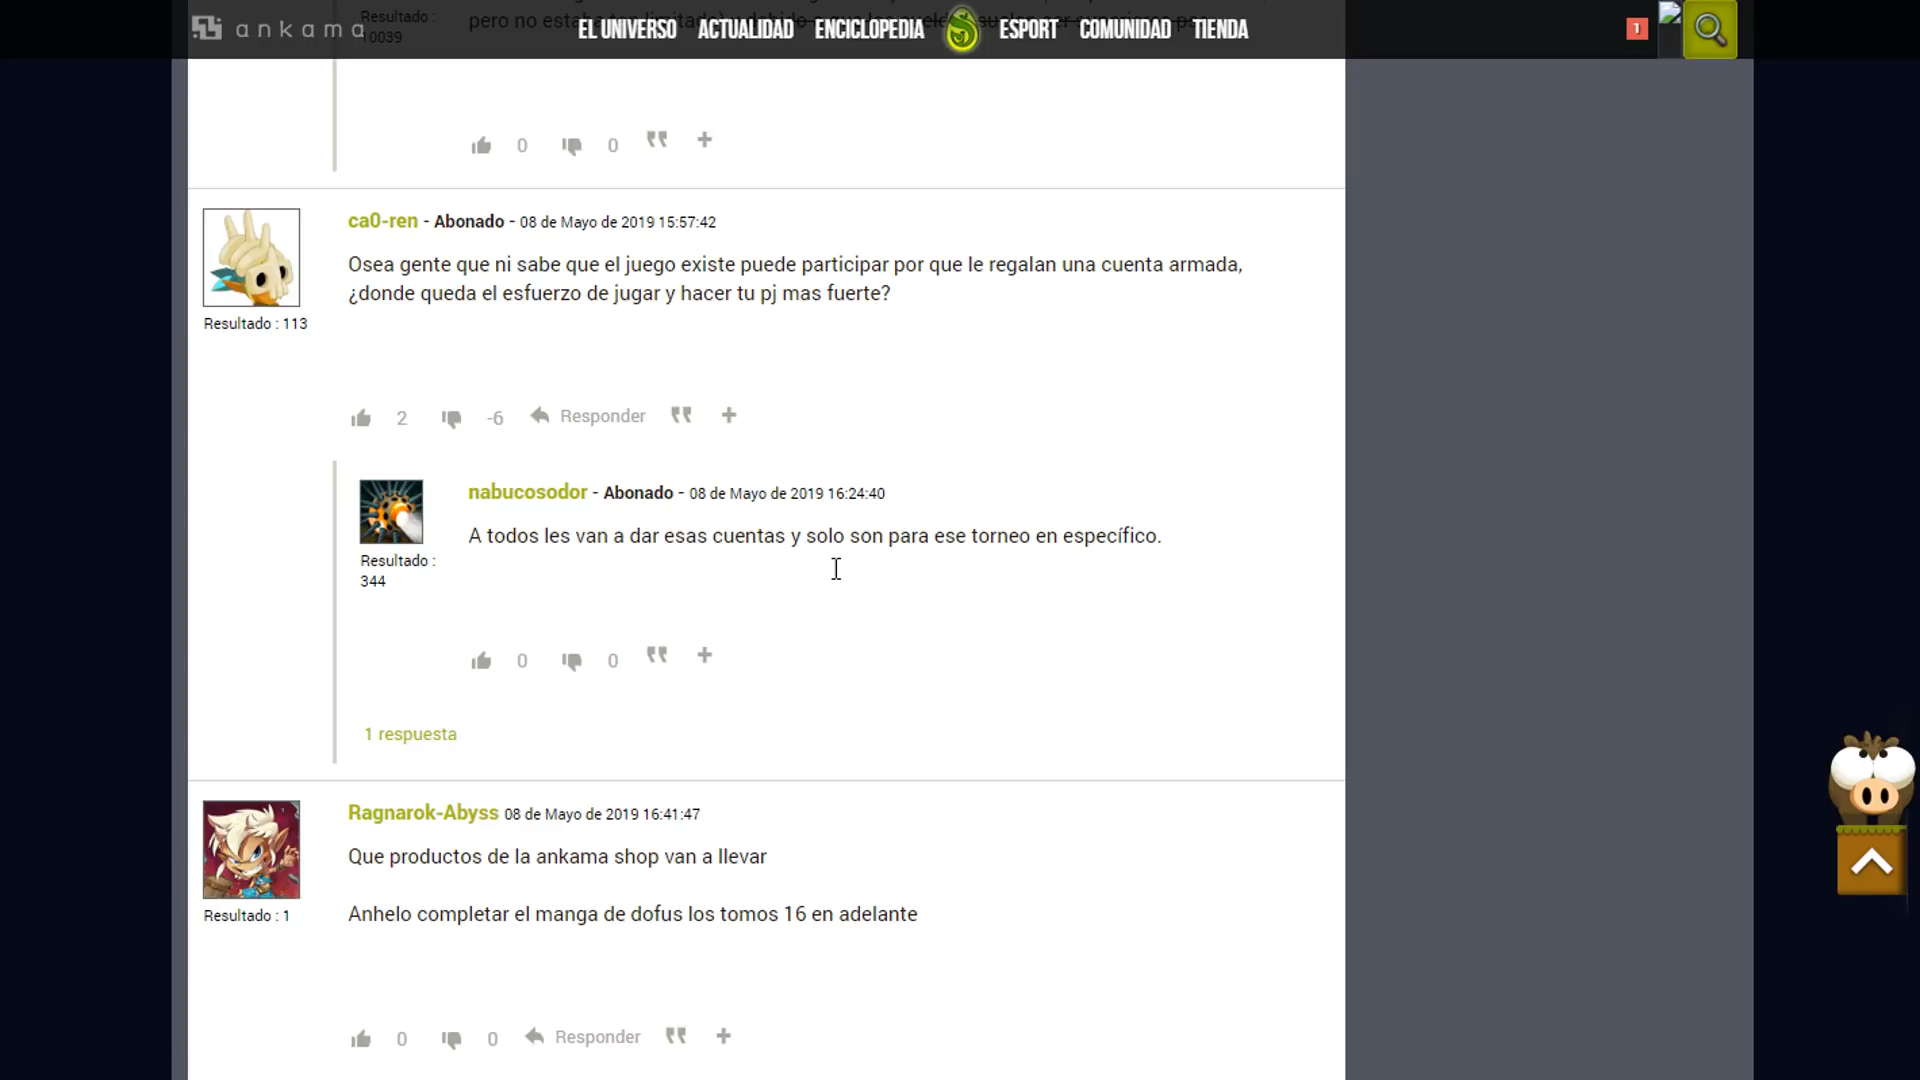 ankama
EL UNIVERSO ACTUALIDAD ENCICLOPEDIA ESPORT COMUNIDAD TIENDA
1
Resultado :
10039
0 0
ca0-ren - Abonado - 08 de Mayo de 2019 15:57:42
Osea gente que ni sabe que el juego existe puede participar por que le regalan una cuenta armada,
¿donde queda el esfuerzo de jugar y hacer tu pj mas fuerte?
Resultado : 113
2 -6 Responder
nabucosodor - Abonado - 08 de Mayo de 2019 16:24:40
A todos les van a dar esas cuentas y solo son para ese torneo en específico.
Resultado :
344
0 0
1 respuesta
Ragnarok-Abyss 08 de Mayo de 2019 16:41:47
Que productos de la ankama shop van a llevar
Anhelo completar el manga de dofus los tomos 16 en adelante
Resultado : 1
0 0 Responder